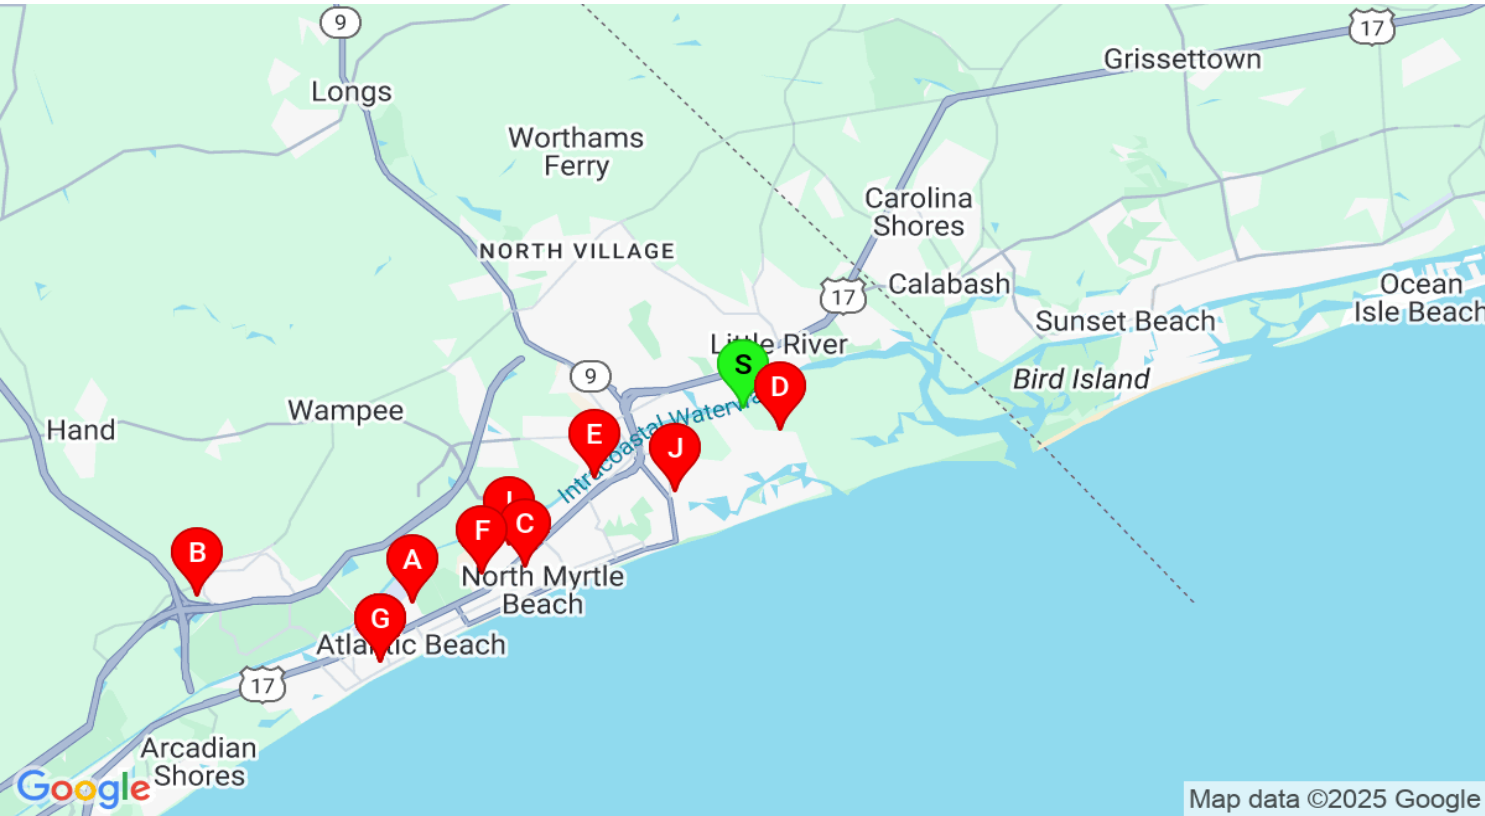 9
17
Grissettown
Longs
Worthams
Ferry
Carolina
Shores
NORTH VILLAGE
Calabash
17
Ocean
Isle Beach
Sunset Beach
Little River
S
D
9
Bird Island
Wampee
Hand
Intracoastal Waterwa
E
J
I
C
F
B
A
North Myrtle
Beach
G
Atlantic Beach
17
Arcadian
Shores
Google
Map data ©2025 Google